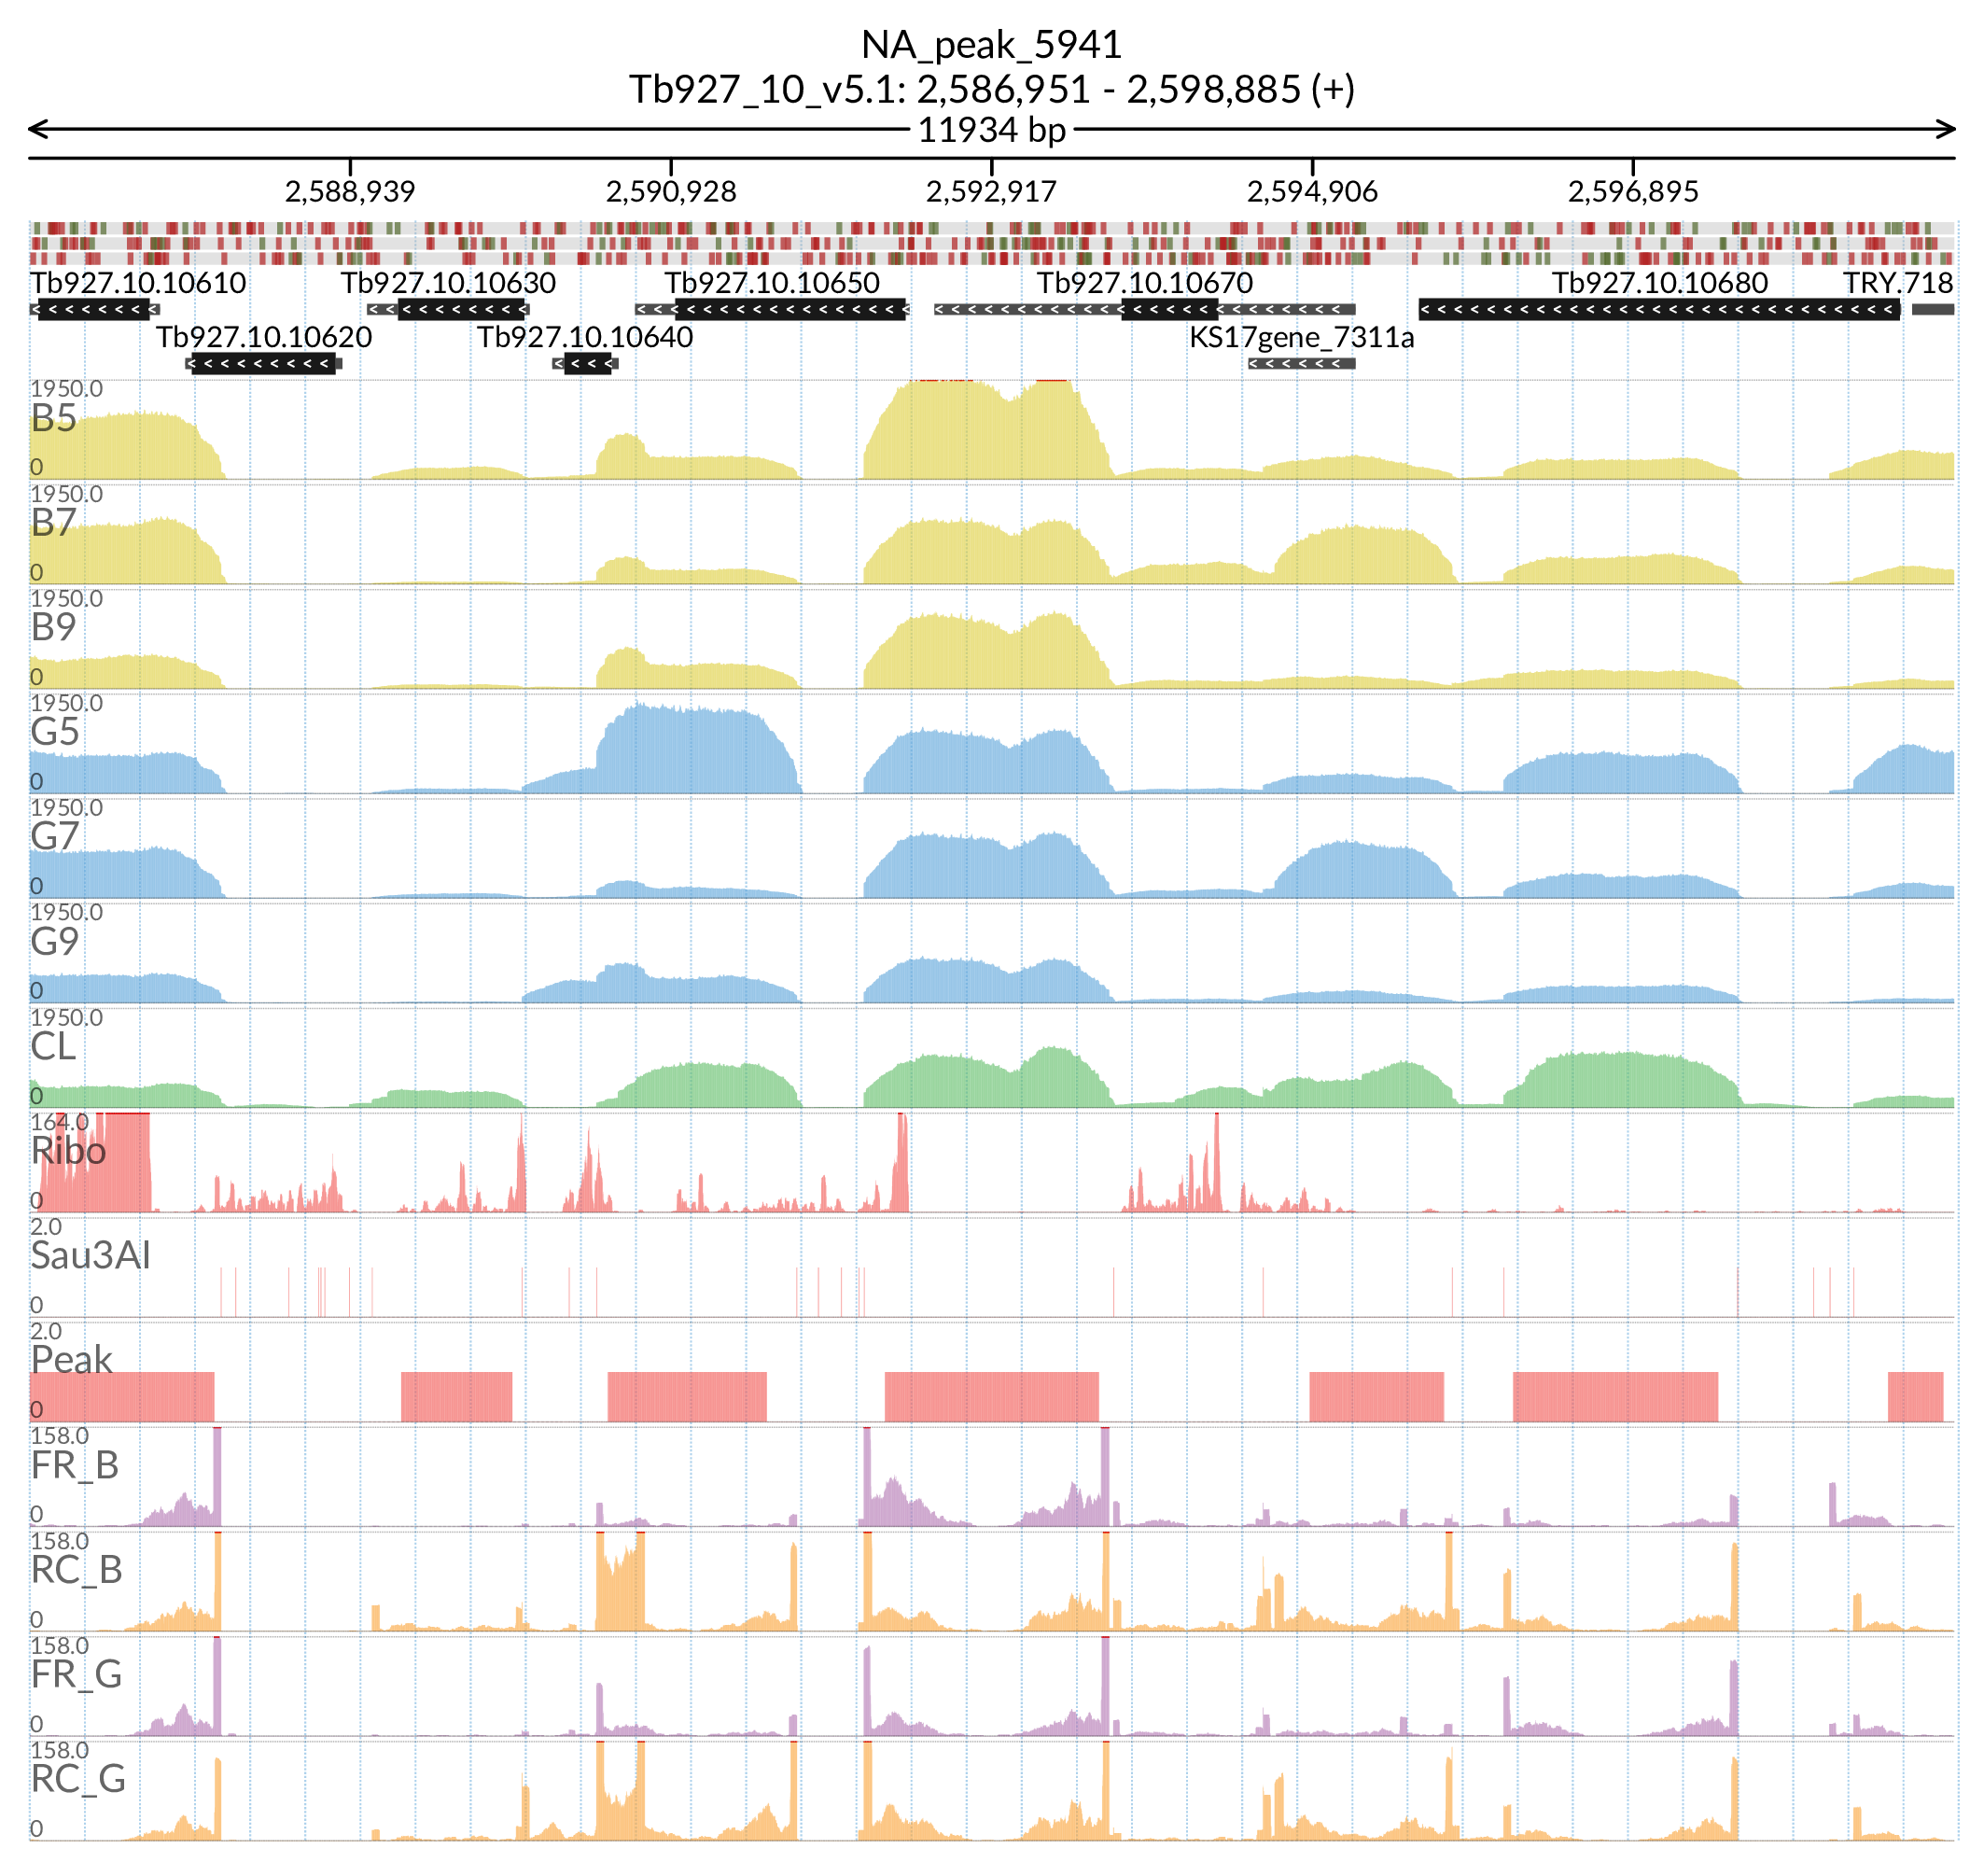 NA_peak_5941
Tb927_10_v5.1: 2,586,951 - 2,598,885 (+)
11934 bp
2,588,939 2,590,928 2,592,917 2,594,906 2,596,895
Tb927.10.10610 Tb927.10.10630 Tb927.10.10650 Tb927.10.10670 Tb927.10.10680 TRY.718
Tb927.10.10620 Tb927.10.10640 KS17gene_7311a
1950.0
B5
0
1950.0
B7
0
1950.0
B9
0
1950.0
G5
0
1950.0
G7
0
1950.0
G9
0
1950.0
CL
0
164.0
Ribo
0
2.0
Sau3AI
0
2.0
Peak
0
158.0
FR_B
0
158.0
RC_B
0
158.0
FR_G
0
158.0
RC_G
0